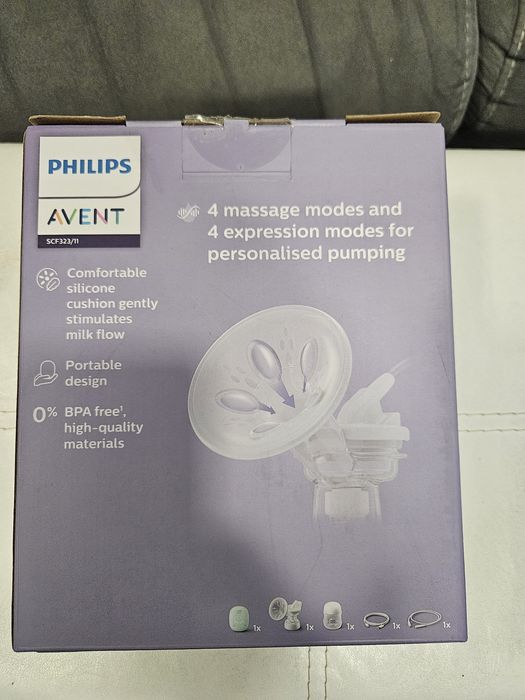 PHILIPS
AVENT
SCF323/11
4 massage modes and
4 expression modes for
personalised pumping
Comfortable
silicone
cushion gently
stimulates
milk flow
Portable
design
0%
BPA free¹,
high-quality
materials
1x
1x
1x
1x
1x